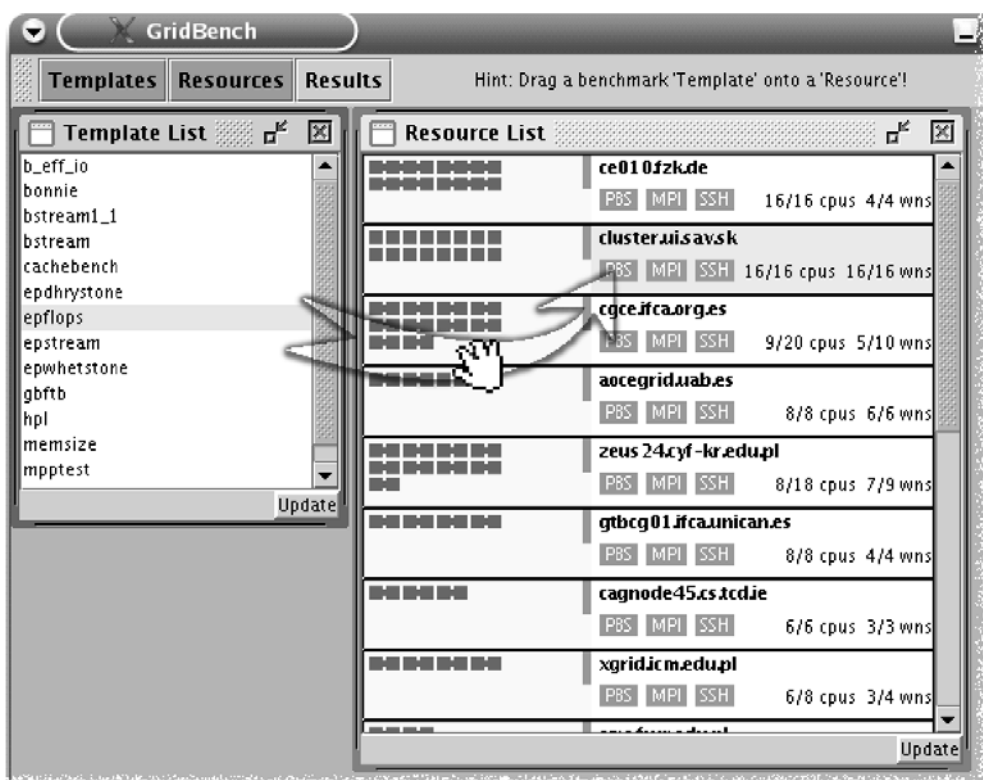 GridBench
Templates Resources Results Hint: Drag a benchmark 'Template' onto a 'Resource'!
Template List
b_eff_io
bonnie
bstream1_1
bstream
cachebench
epdhrystone
epflops
epstream
epwhetstone
gbftb
hpl
memsize
mpptest
Update
Resource List
ce010.fzk.de
PBS MPI SSH 16/16 cpus 4/4 wns
cluster.ui.sav.sk
PBS MPI SSH 16/16 cpus 16/16 wns
cgce.ifca.org.es
PBS MPI SSH 9/20 cpus 5/10 wns
aocegrid.uab.es
PBS MPI SSH 8/8 cpus 6/6 wns
zeus24.cyf-kr.edu.pl
PBS MPI SSH 8/18 cpus 7/9 wns
gtbcg01.ifca.unican.es
PBS MPI SSH 8/8 cpus 4/4 wns
cagnode45.cs.tcd.ie
PBS MPI SSH 6/6 cpus 3/3 wns
xgrid.icm.edu.pl
PBS MPI SSH 6/8 cpus 3/4 wns
Update